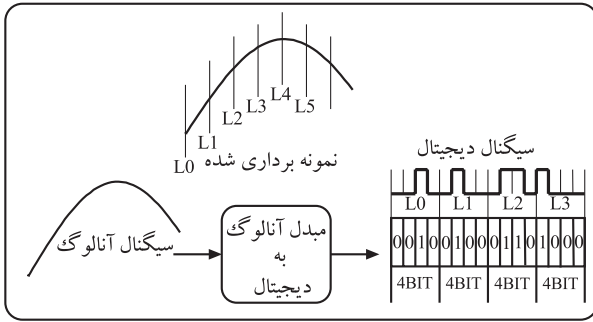 L0
L1
L2
L3
L4
L5
نمونه برداری شده
سیگنال آنالوگ
مبدل آنالوگ
به
دیجیتال
سیگنال دیجیتال
L0 L1 L2 L3
0 0 1 0 0 1 0 0 0 1 1 0 1 0 0 0
4BIT 4BIT 4BIT 4BIT